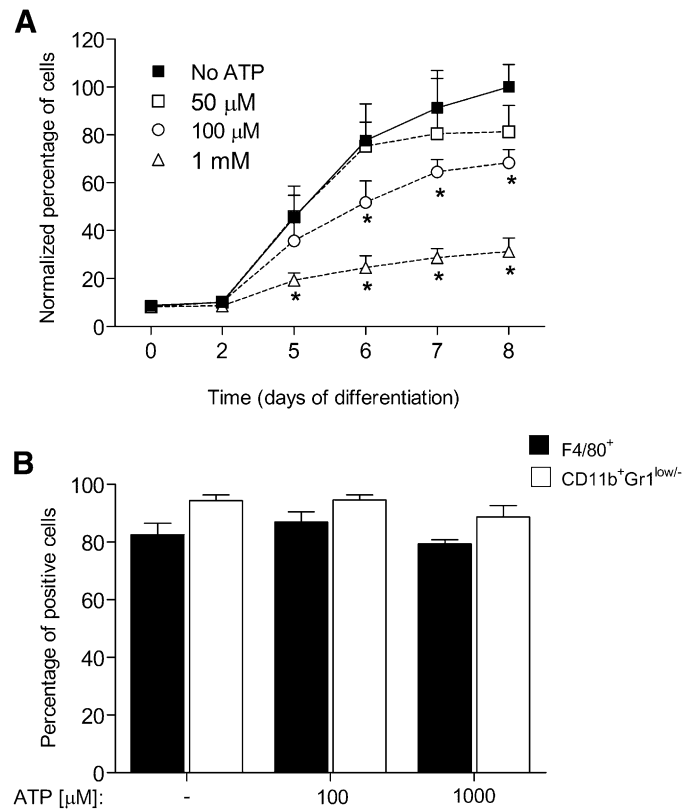 A
Normalized percentage of cells
120
100
80
60
40
20
0
No ATP
50 μM
100 μM
1 mM
* * *
* * * *
0 2 5 6 7 8
Time (days of differentiation)
B
F4/80+
CD11b+Gr1low/-
Percentage of positive cells
100
80
60
40
20
0
ATP [μM]: - 100 1000